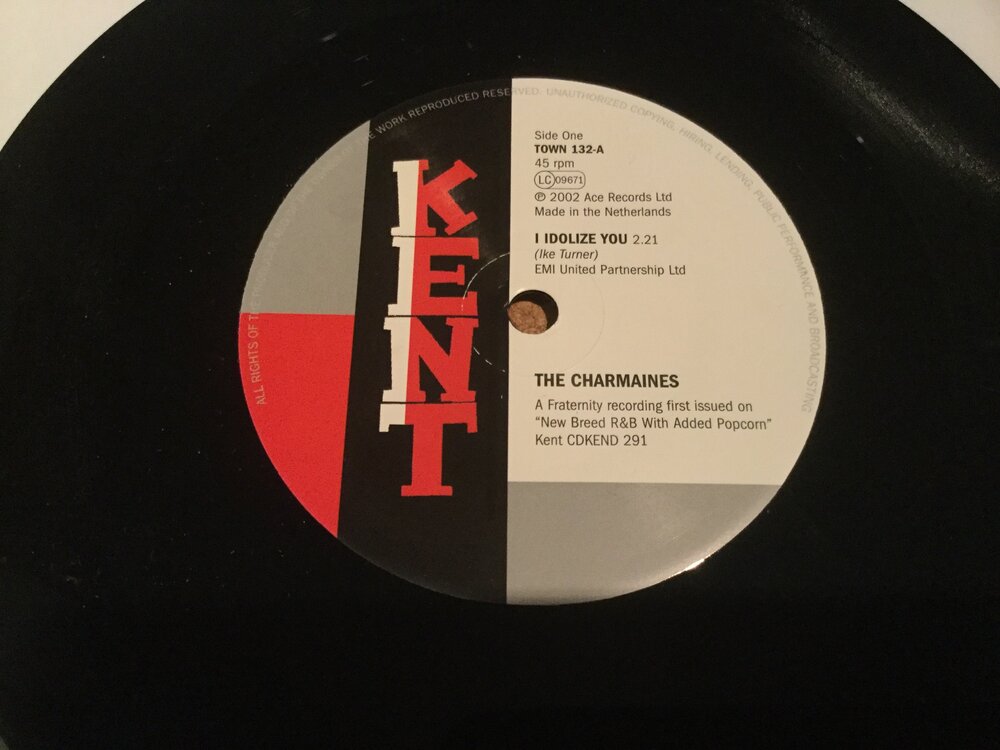 KENT
Side One
TOWN 132-A
45 rpm
LC 09671
℗ 2002 Ace Records Ltd
Made in the Netherlands
I IDOLIZE YOU 2.21
(Ike Turner)
EMI United Partnership Ltd
THE CHARMAINES
A Fraternity recording first issued on
“New Breed R&B With Added Popcorn”
Kent CDKEND 291
ALL RIGHTS OF THE WORK REPRODUCED RESERVED. UNAUTHORIZED COPYING, HIRING, LENDING, PUBLIC PERFORMANCE AND BROADCASTING